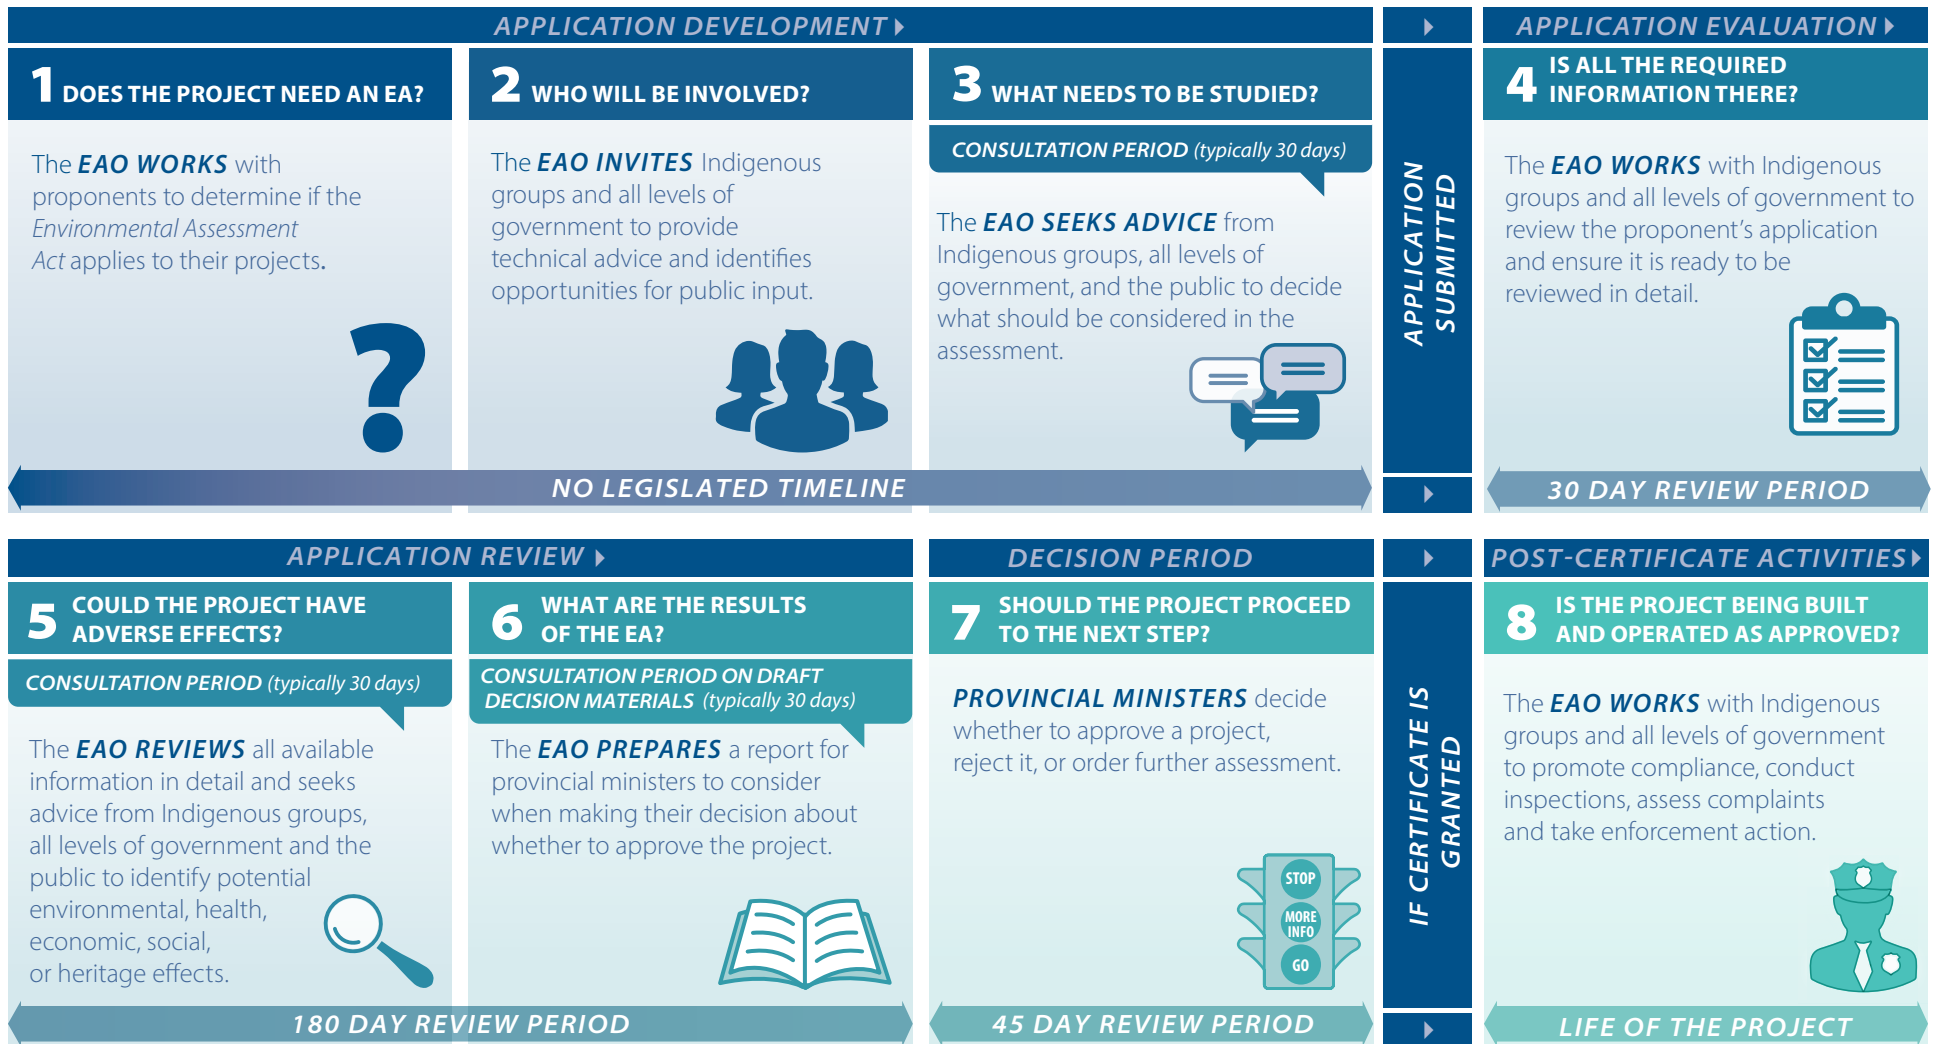 APPLICATION DEVELOPMENT
1 DOES THE PROJECT NEED AN EA?
The EAO WORKS with
proponents to determine if the
Environmental Assessment
Act applies to their projects.
2 WHO WILL BE INVOLVED?
The EAO INVITES Indigenous
groups and all levels of
government to provide
technical advice and identifies
opportunities for public input.
3 WHAT NEEDS TO BE STUDIED?
CONSULTATION PERIOD (typically 30 days)
The EAO SEEKS ADVICE from
Indigenous groups, all levels of
government, and the public to decide
what should be considered in the
assessment.
NO LEGISLATED TIMELINE
APPLICATION
SUBMITTED
APPLICATION EVALUATION
4 IS ALL THE REQUIRED
INFORMATION THERE?
The EAO WORKS with Indigenous
groups and all levels of government to
review the proponent's application
and ensure it is ready to be
reviewed in detail.
30 DAY REVIEW PERIOD
APPLICATION REVIEW
5 COULD THE PROJECT HAVE
ADVERSE EFFECTS?
CONSULTATION PERIOD (typically 30 days)
The EAO REVIEWS all available
information in detail and seeks
advice from Indigenous groups,
all levels of government and the
public to identify potential
environmental, health,
economic, social,
or heritage effects.
6 WHAT ARE THE RESULTS
OF THE EA?
CONSULTATION PERIOD ON DRAFT
DECISION MATERIALS (typically 30 days)
The EAO PREPARES a report for
provincial ministers to consider
when making their decision about
whether to approve the project.
180 DAY REVIEW PERIOD
DECISION PERIOD
7 SHOULD THE PROJECT PROCEED
TO THE NEXT STEP?
PROVINCIAL MINISTERS decide
whether to approve a project,
reject it, or order further assessment.
STOP
MORE
INFO
GO
45 DAY REVIEW PERIOD
IF CERTIFICATE IS
GRANTED
POST-CERTIFICATE ACTIVITIES
8 IS THE PROJECT BEING BUILT
AND OPERATED AS APPROVED?
The EAO WORKS with Indigenous
groups and all levels of government
to promote compliance, conduct
inspections, assess complaints
and take enforcement action.
LIFE OF THE PROJECT